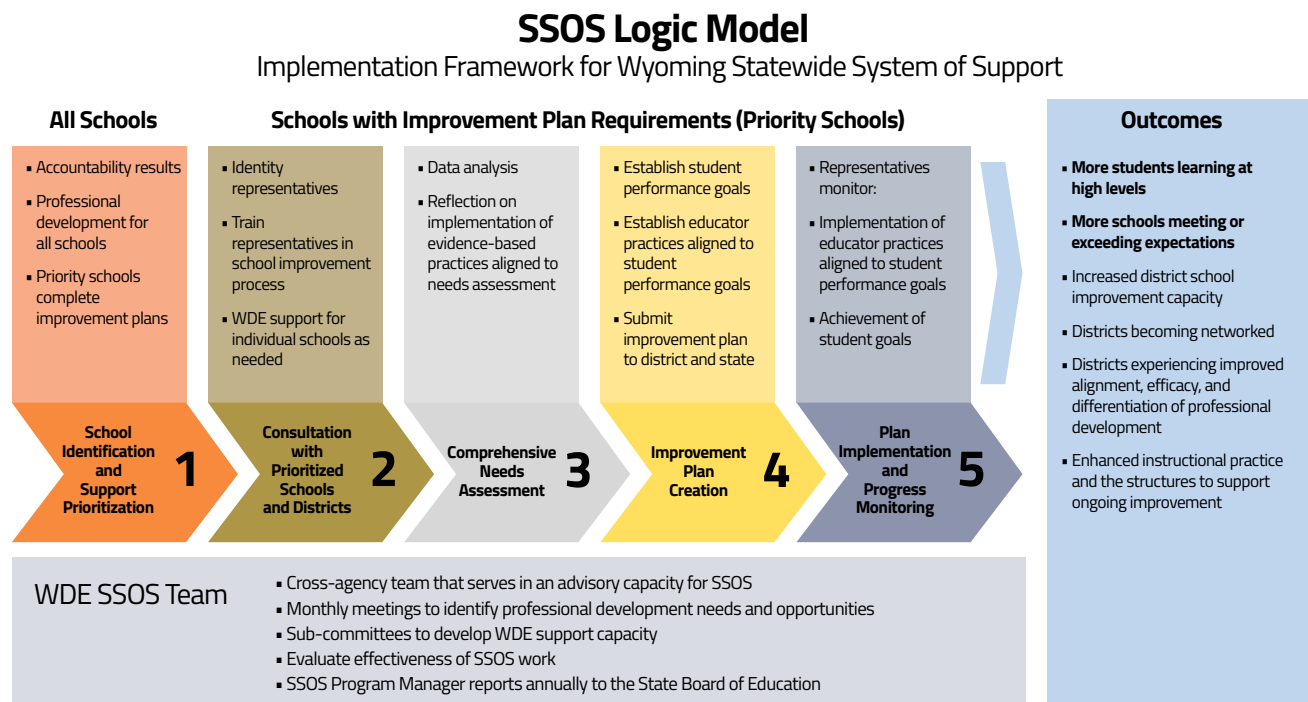 SSOS Logic Model
Implementation Framework for Wyoming Statewide System of Support
All Schools
▪ Accountability results
▪ Professional
development for
all schools
▪ Priority schools
complete
improvement plans
School
Identification
and
Support
Prioritization
1
Schools with Improvement Plan Requirements (Priority Schools)
▪ Identity
representatives
▪ Train
representatives in
school improvement
process
▪ WDE support for
individual schools as
needed
Consultation
with
Prioritized
Schools
and Districts
2
▪ Data analysis
▪ Reflection on
implementation of
evidence-based
practices aligned to
needs assessment
Comprehensive
Needs
Assessment
3
▪ Establish student
performance goals
▪ Establish educator
practices aligned to
student
performance goals
▪ Submit
improvement plan
to district and state
Improvement
Plan
Creation
4
▪ Representatives
monitor:
▪ Implementation of
educator practices
aligned to student
performance goals
▪ Achievement of
student goals
Plan
Implementation
and
Progress
Monitoring
5
Outcomes
▪ More students learning at
high levels
▪ More schools meeting or
exceeding expectations
▪ Increased district school
improvement capacity
▪ Districts becoming networked
▪ Districts experiencing improved
alignment, efficacy, and
differentiation of professional
development
▪ Enhanced instructional practice
and the structures to support
ongoing improvement
WDE SSOS Team
▪ Cross-agency team that serves in an advisory capacity for SSOS
▪ Monthly meetings to identify professional development needs and opportunities
▪ Sub-committees to develop WDE support capacity
▪ Evaluate effectiveness of SSOS work
▪ SSOS Program Manager reports annually to the State Board of Education